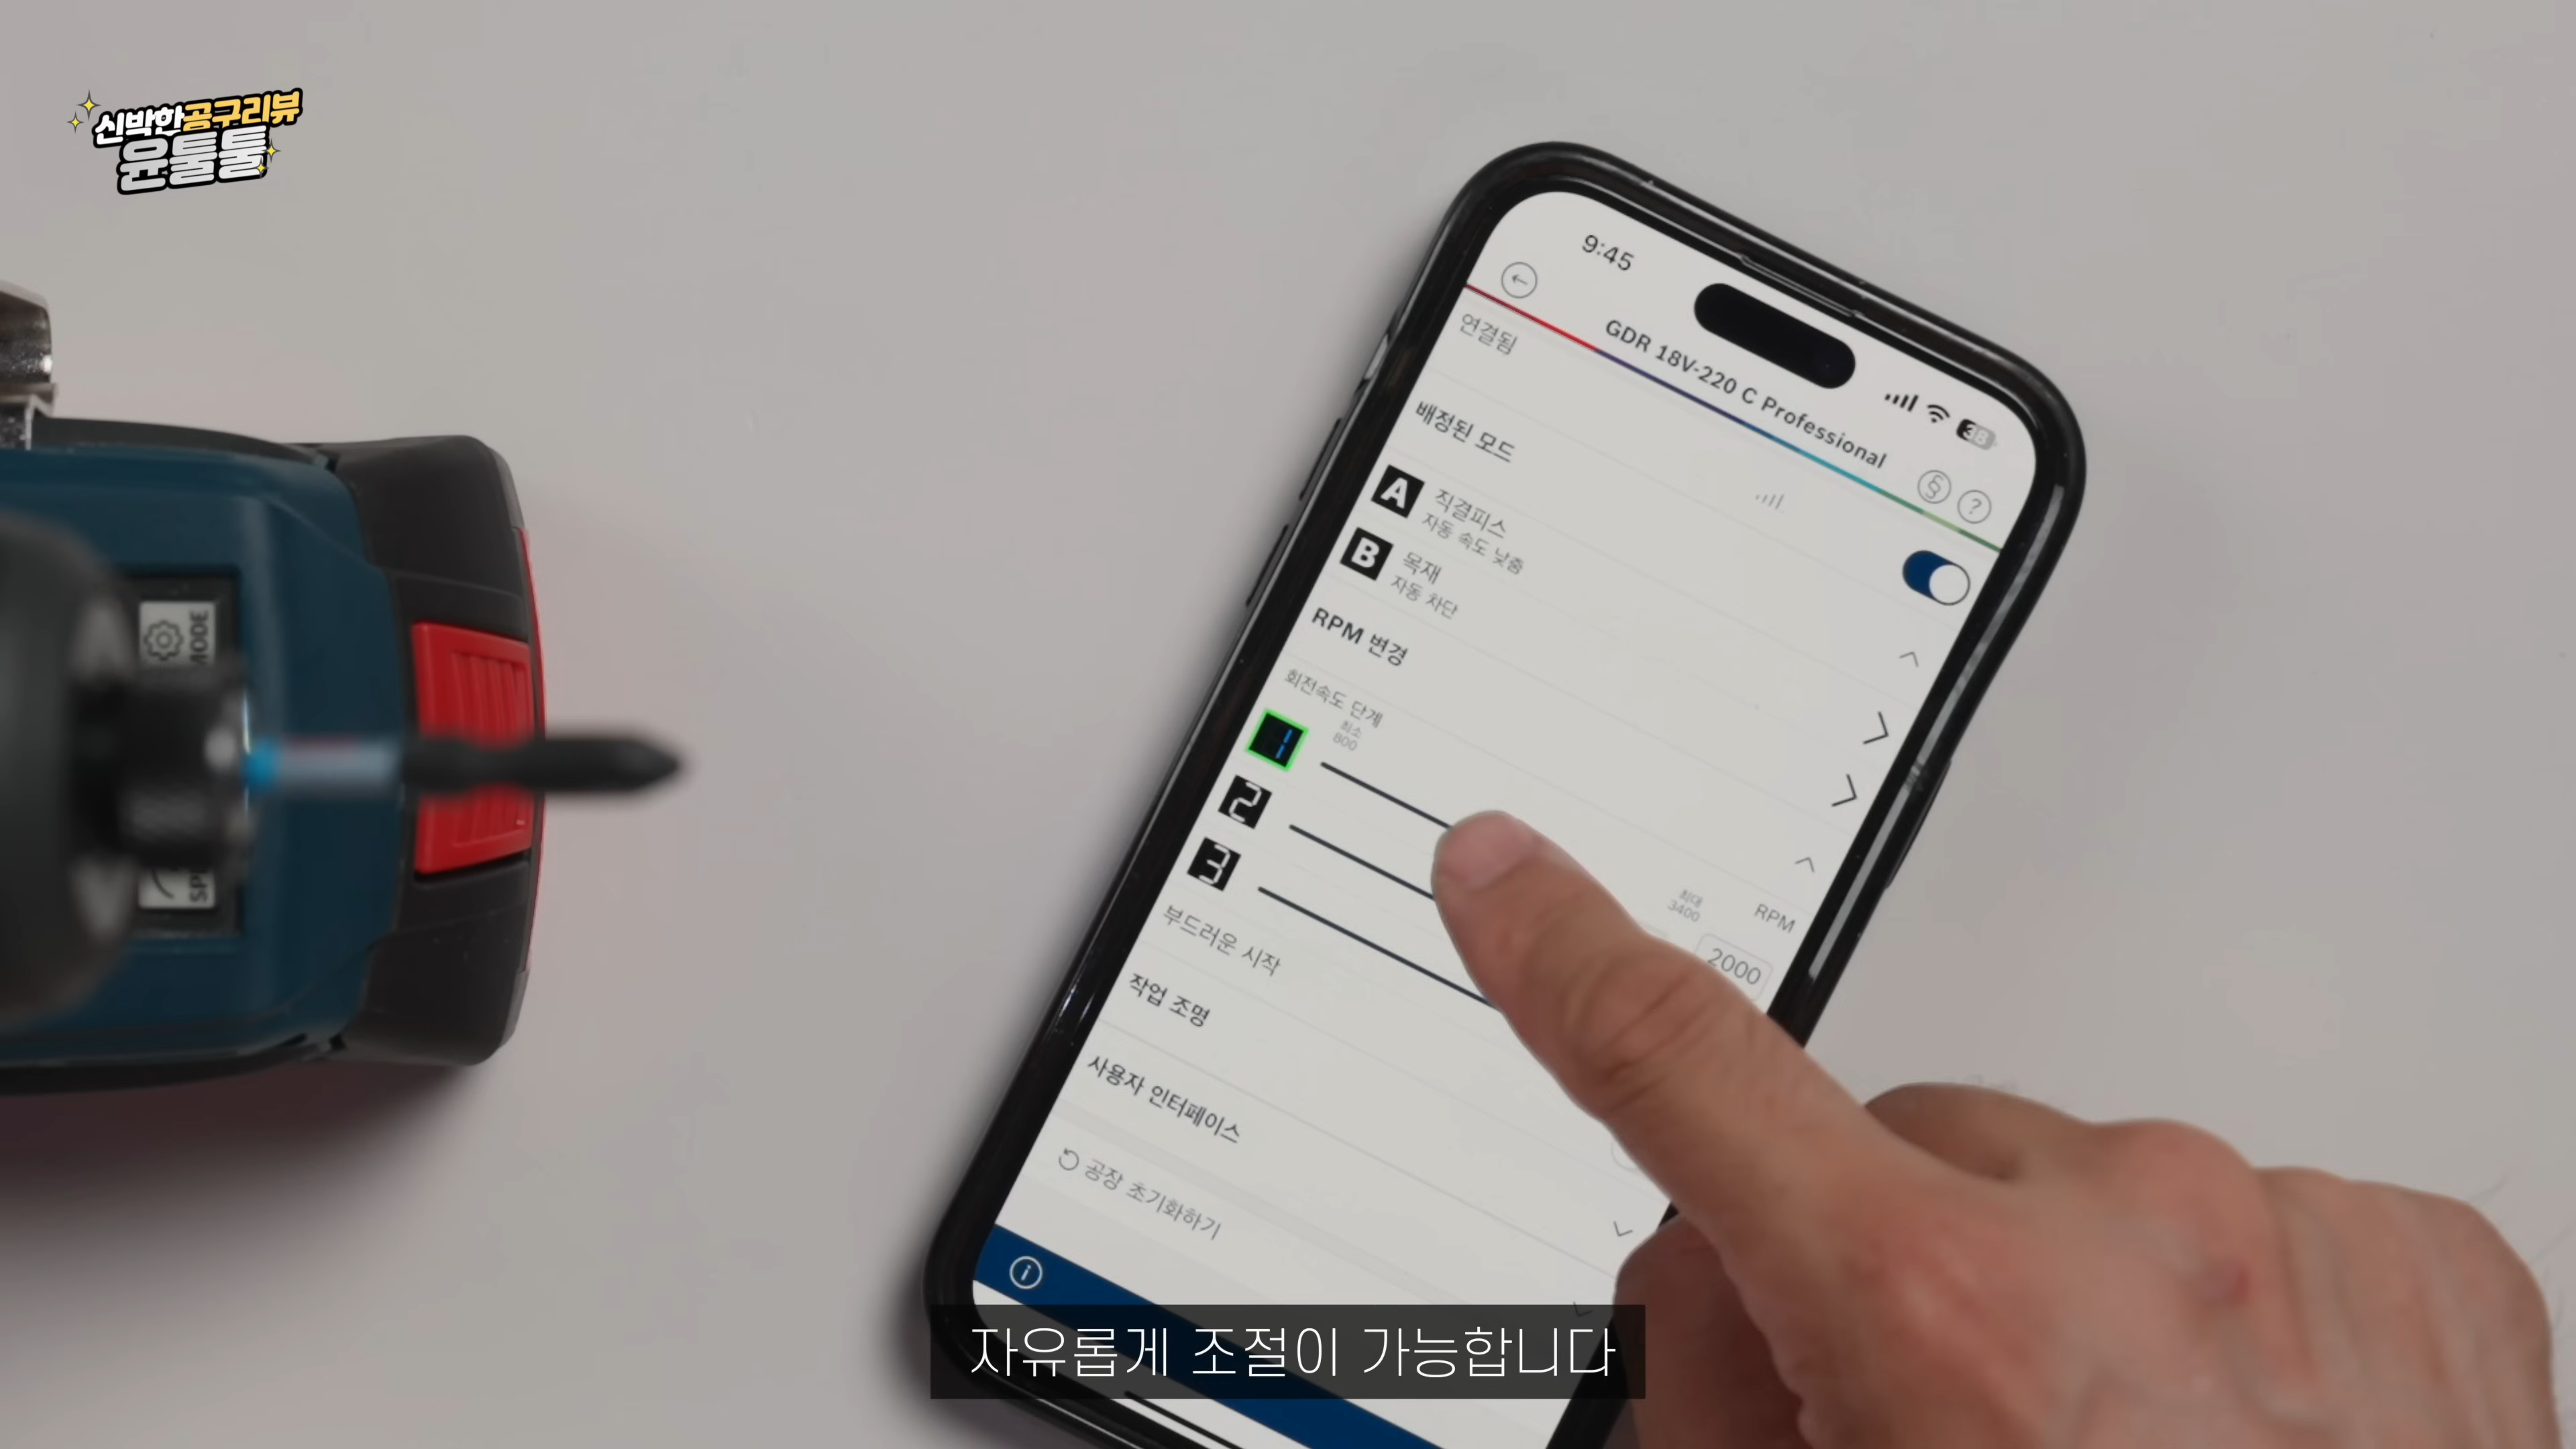 신박한공구리뷰
윤툴툴
9:45
38
GDR 18V-220 C Professional
연결됨
배정된 모드
A 직결피스
자동 속도 낮춤
B 목재
자동 차단
RPM 변경
회전속도 단계
최소
800
최대
3400
RPM
1
2000
2
3
부드러운 시작
작업 조명
사용자 인터페이스
공장 초기화하기
MODE
자유롭게 조절이 가능합니다